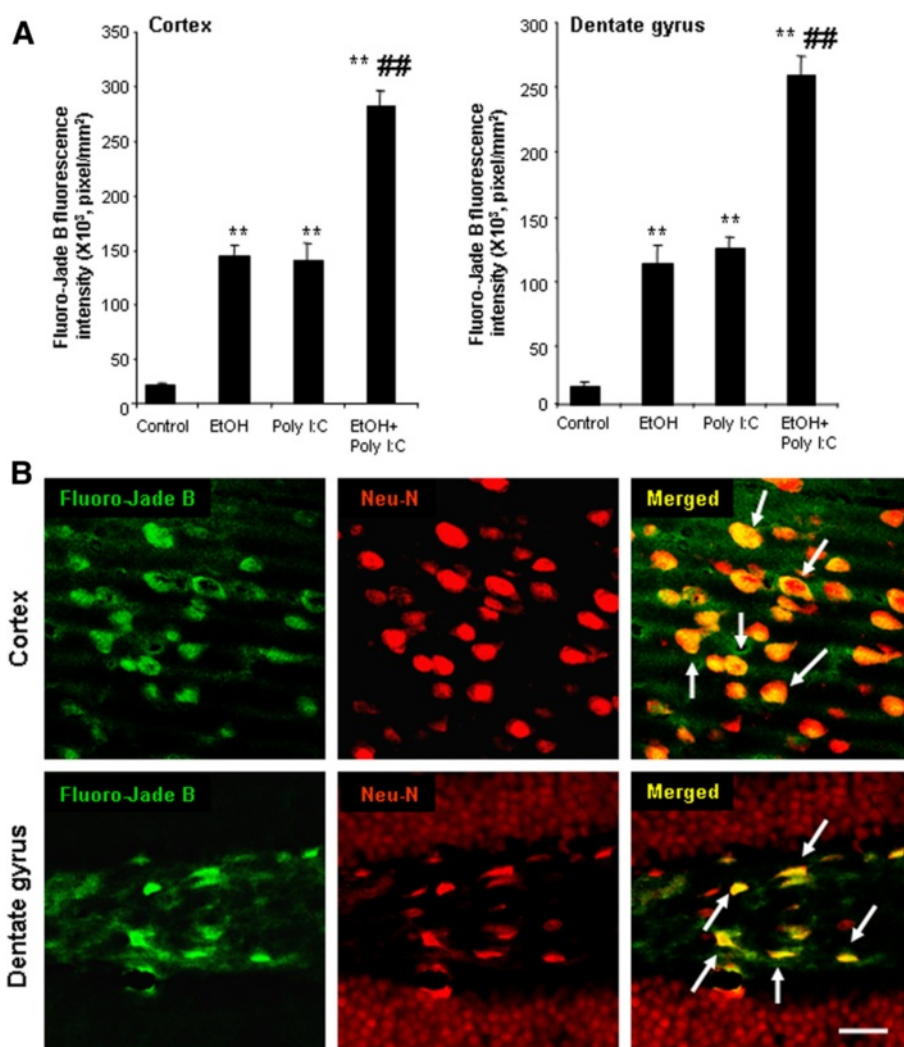 A
Cortex
Fluoro-Jade B fluorescence
intensity (X10³, pixel/mm²)
350
300
250
200
150
100
50
0
**
**
** ##
Control
EtOH
Poly I:C
EtOH+
Poly I:C
Dentate gyrus
Fluoro-Jade B fluorescence
intensity (X10³, pixel/mm²)
300
250
200
150
100
50
0
**
**
** ##
Control
EtOH
Poly I:C
EtOH+
Poly I:C
B
Cortex
Fluoro-Jade B
Neu-N
Merged
Dentate gyrus
Fluoro-Jade B
Neu-N
Merged